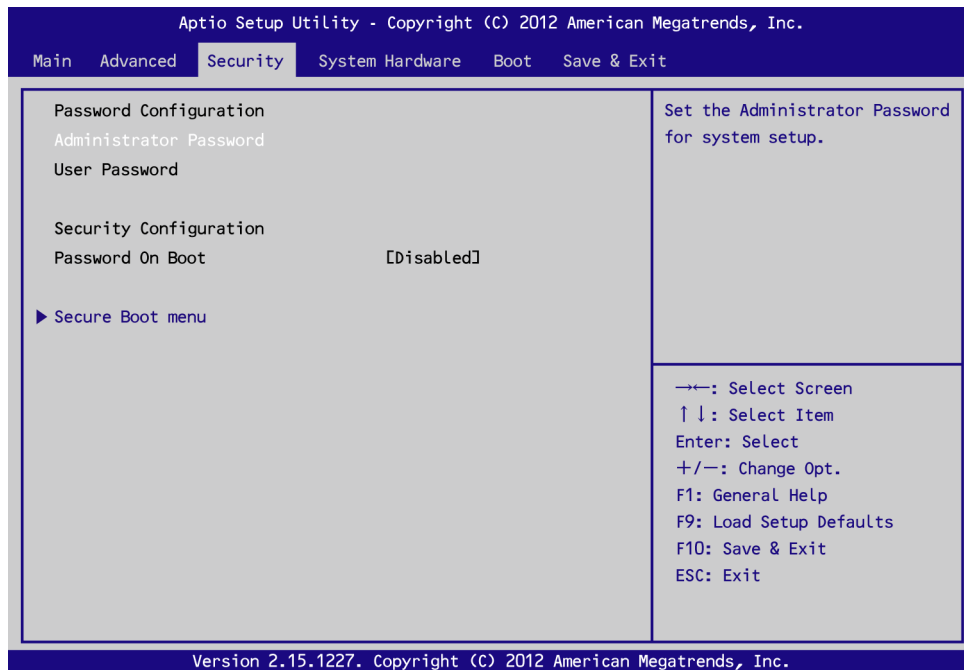 Aptio Setup Utility - Copyright (C) 2012 American Megatrends, Inc.
Main Advanced Security System Hardware Boot Save & Exit
Password Configuration
Administrator Password
User Password
Security Configuration
Password On Boot [Disabled]
Secure Boot menu
Set the Administrator Password
for system setup.
→←: Select Screen
↑↓: Select Item
Enter: Select
+/-: Change Opt.
F1: General Help
F9: Load Setup Defaults
F10: Save & Exit
ESC: Exit
Version 2.15.1227. Copyright (C) 2012 American Megatrends, Inc.